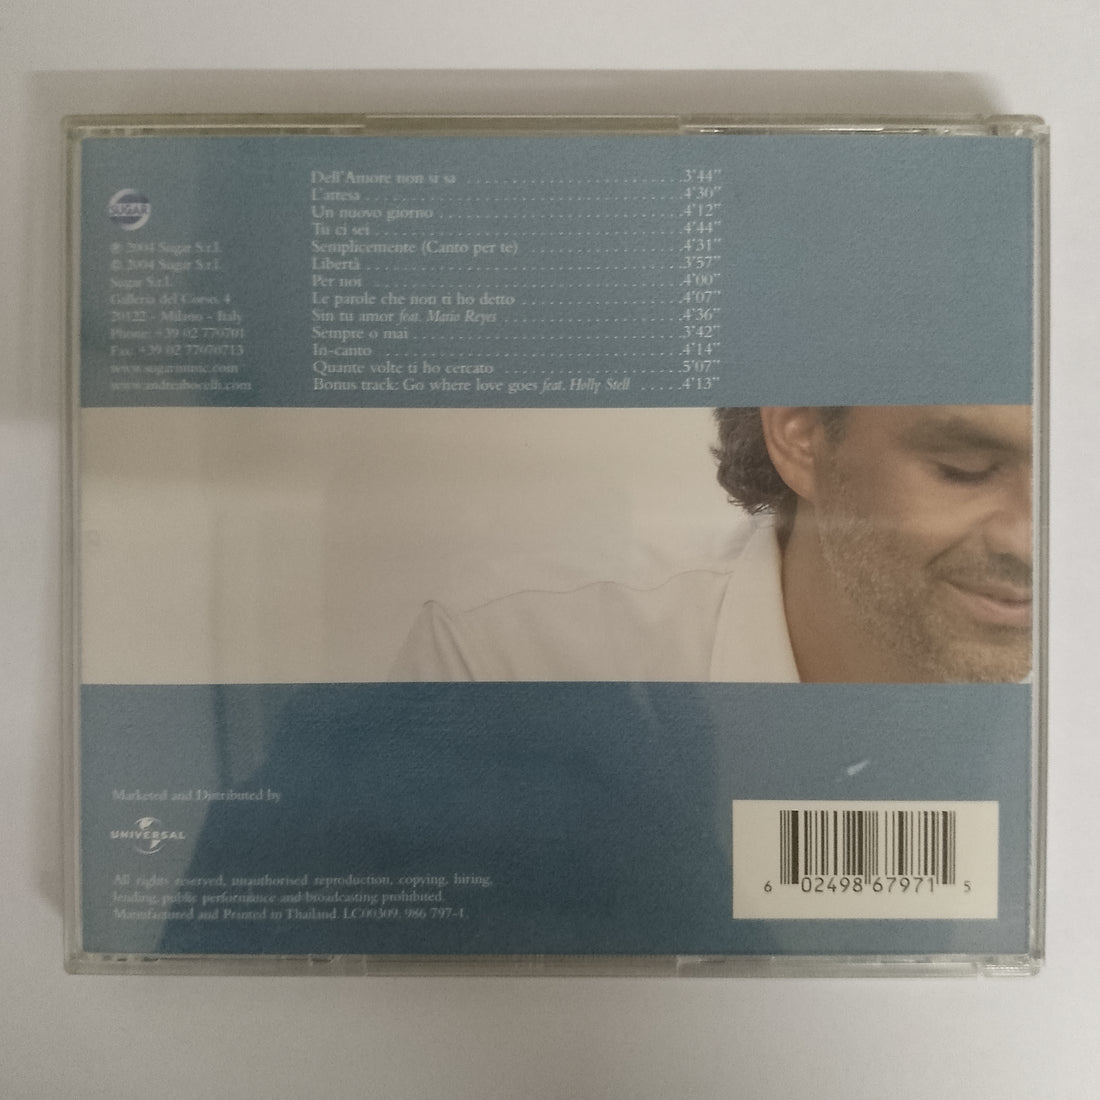 SUGAR
℗ 2004 Sugar S.r.l.
© 2004 Sugar S.r.l.
Sugar S.r.l.
Galleria del Corso, 4
20122 - Milano - Italy
Phone: +39 02 770701
Fax: +39 02 77070713
www.sugarmusic.com
www.andreabocelli.com
Dell'Amore non si sa 3'44"
L'attesa 4'30"
Un nuovo giorno 4'12"
Tu ci sei 4'44"
Semplicemente (Canto per te) 4'31"
Libertà 3'57"
Per noi 4'00"
Le parole che non ti ho detto 4'07"
Sin tu amor feat. Mario Reyes 4'36"
Sempre o mai 3'42"
In-canto 4'14"
Quante volte ti ho cercato 5'07"
Bonus track: Go where love goes feat. Holly Stell 4'13"
Marketed and Distributed by
UNIVERSAL
All rights reserved, unauthorised reproduction, copying, hiring,
lending, public performance and broadcasting prohibited.
Manufactured and Printed in Thailand. LC00309. 986 797-1.
6 02498 67971 5